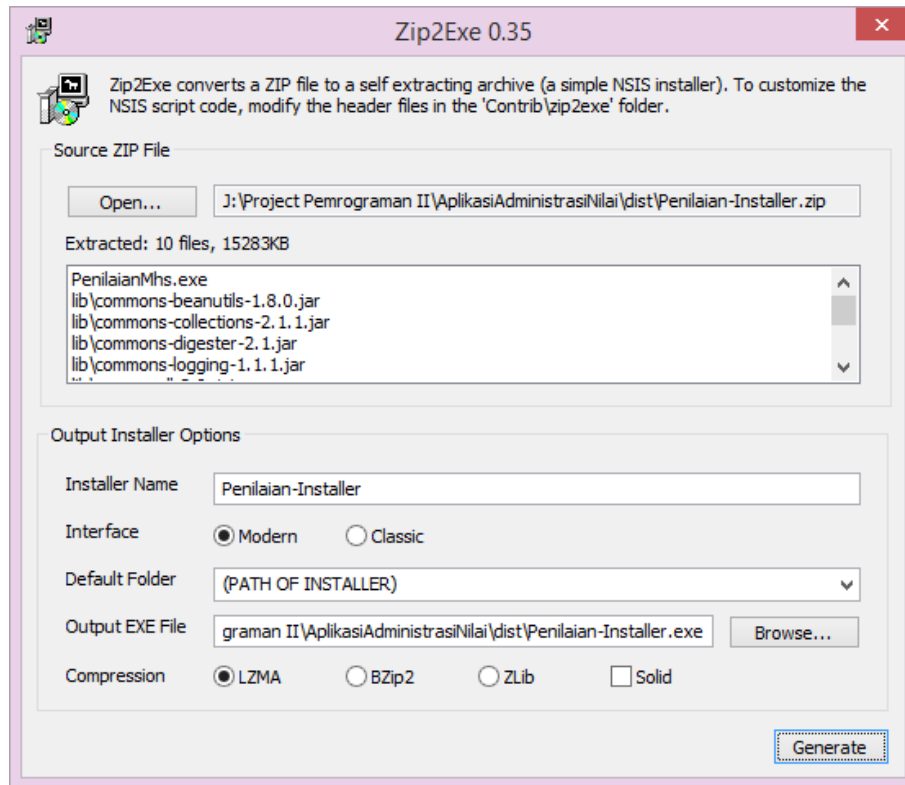 Zip2Exe 0.35
Zip2Exe converts a ZIP file to a self extracting archive (a simple NSIS installer). To customize the
NSIS script code, modify the header files in the 'Contrib\zip2exe' folder.
Source ZIP File
Open... J:\Project Pemrograman II\AplikasiAdministrasiNilai\dist\Penilaian-Installer.zip
Extracted: 10 files, 15283KB
PenilaianMhs.exe
lib\commons-beanutils-1.8.0.jar
lib\commons-collections-2.1.1.jar
lib\commons-digester-2.1.jar
lib\commons-logging-1.1.1.jar
Output Installer Options
Installer Name Penilaian-Installer
Interface Modern Classic
Default Folder (PATH OF INSTALLER)
Output EXE File graman II\AplikasiAdministrasiNilai\dist\Penilaian-Installer.exe Browse...
Compression LZMA BZip2 ZLib Solid
Generate